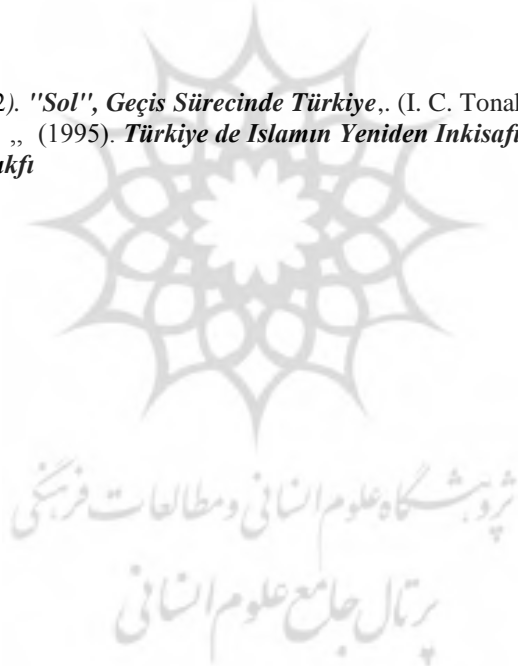 2). "Sol", Geçis Sürecinde Türkiye,. (I. C. Tonal
,, (1995). Türkiye de Islamın Yeniden Inkisafı
akfı
پژوهشگاه علوم انسانی و مطالعات فرهنگی
پرتال جامع علوم انسانی